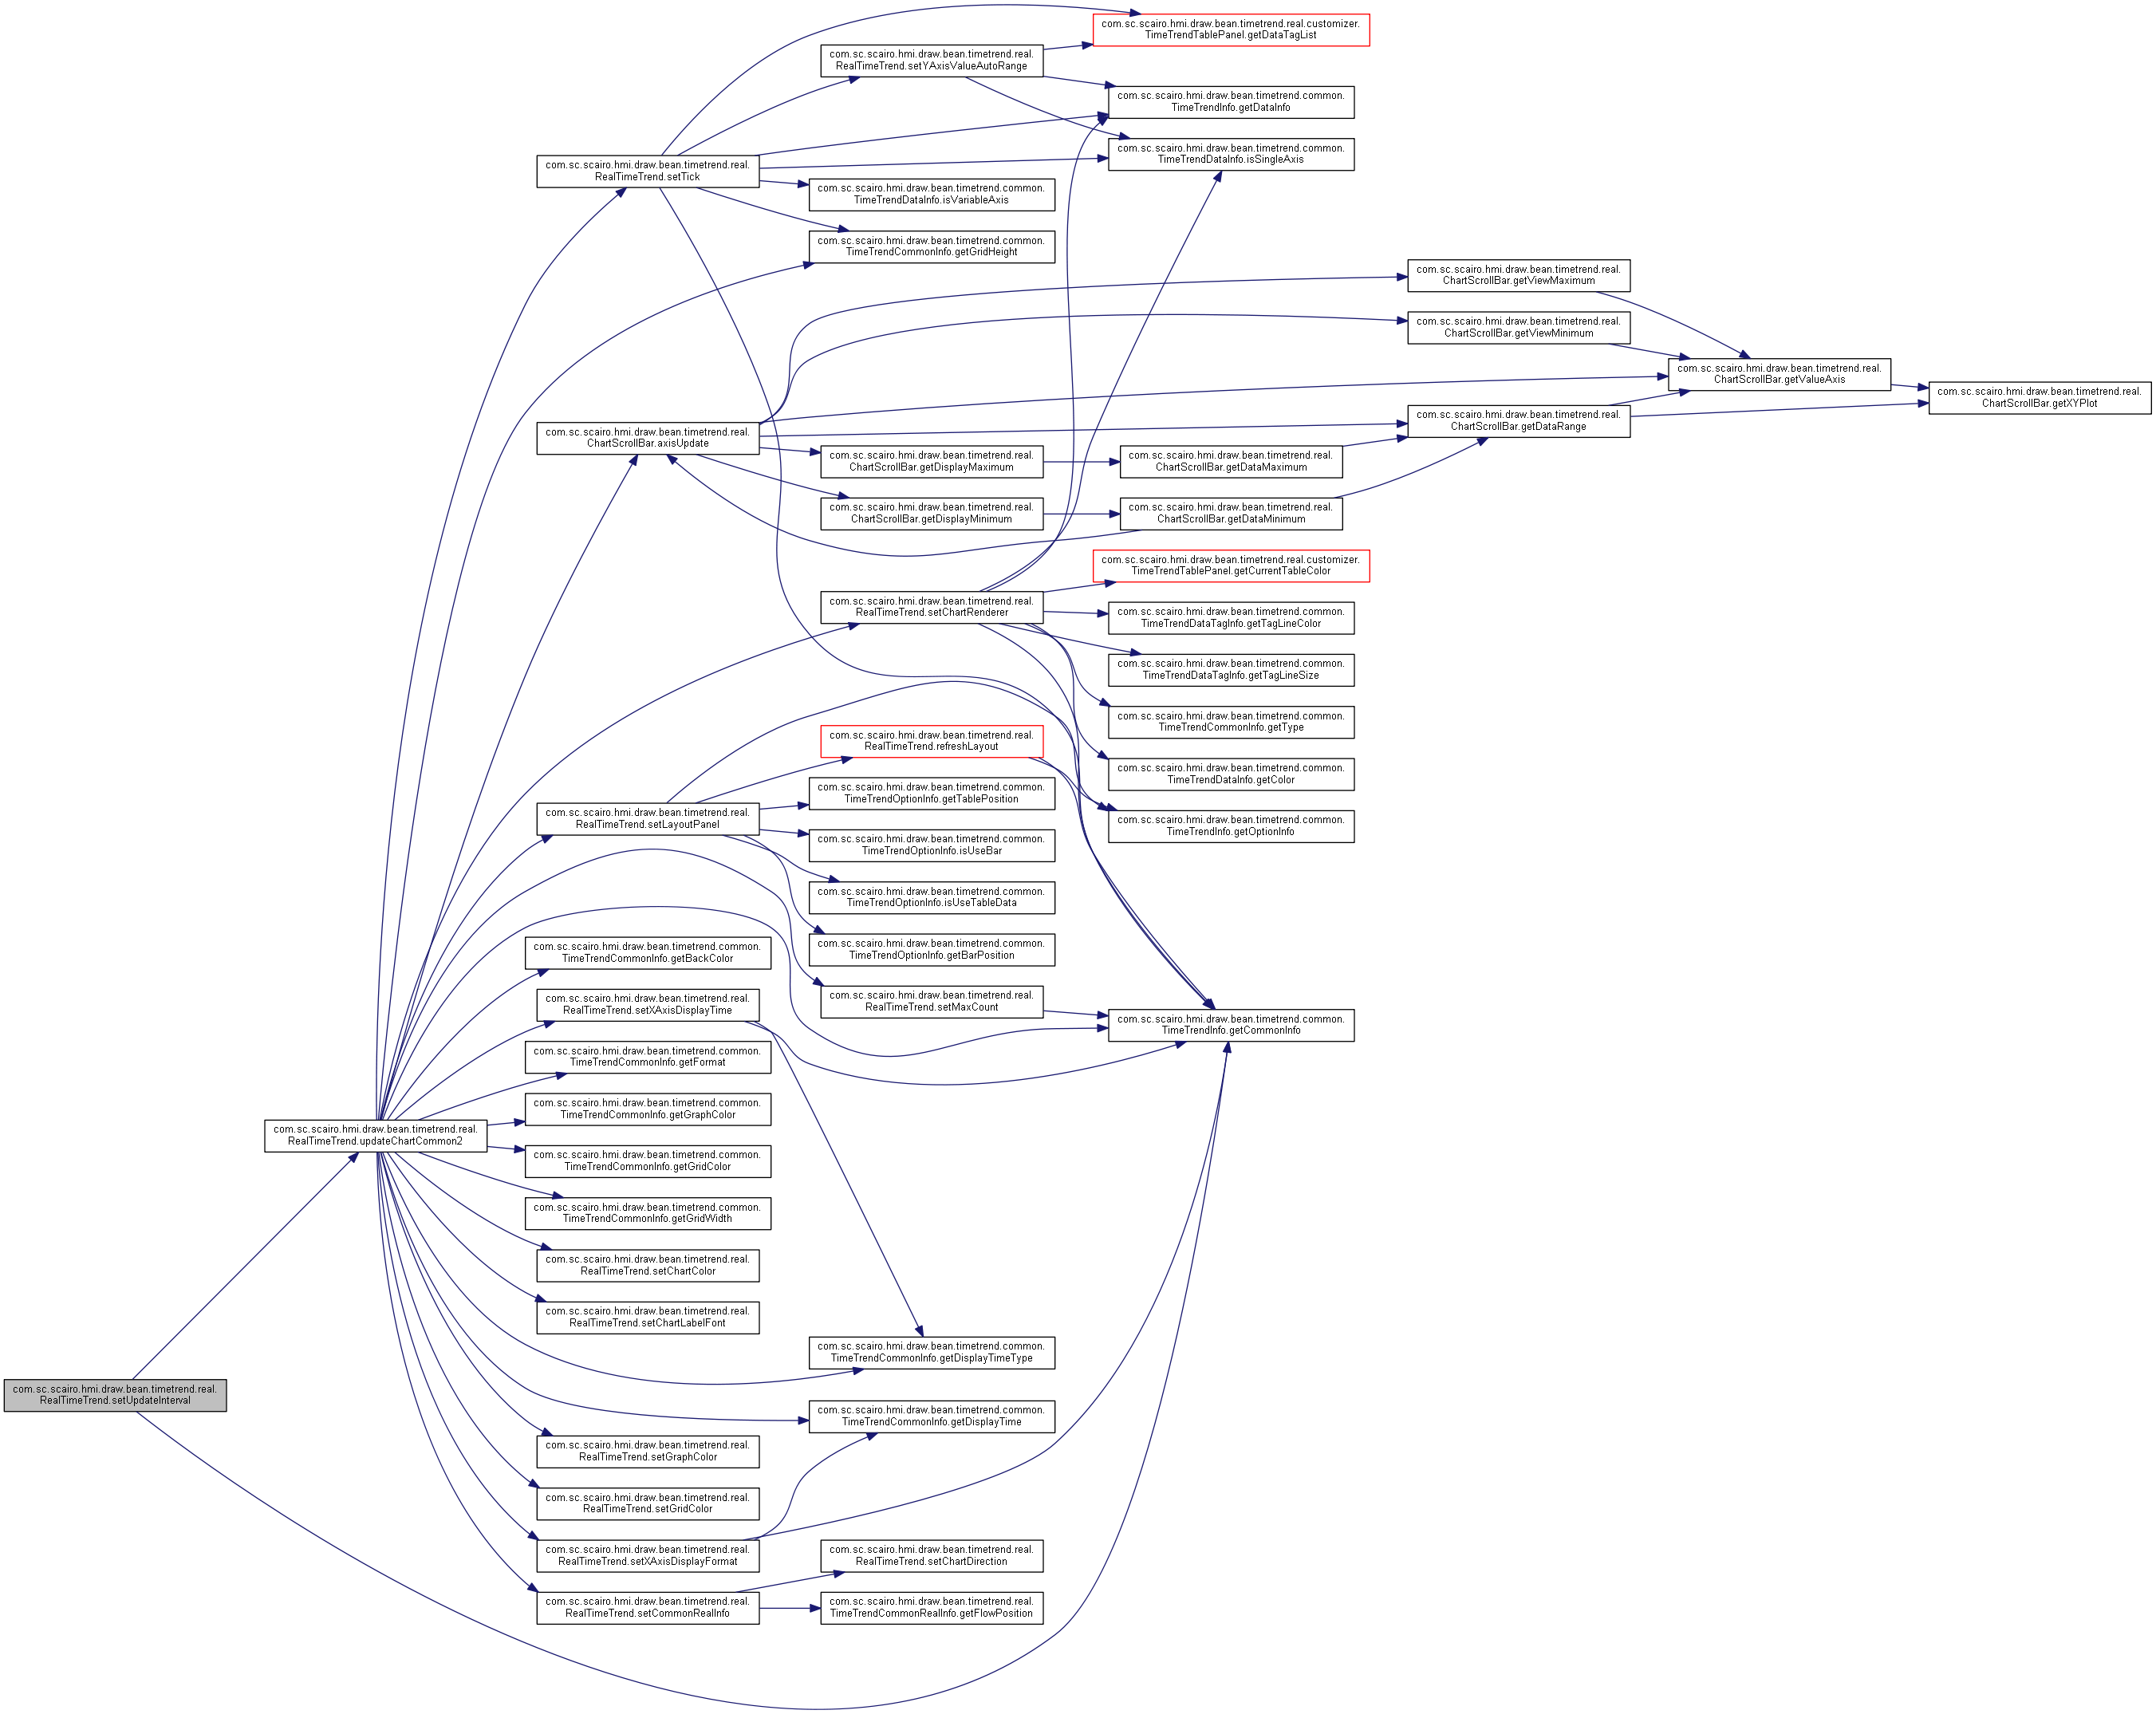 com.sc.scairo.hmi.draw.bean.timetrend.real.customizer.
TimeTrendTablePanel.getDataTagList
com.sc.scairo.hmi.draw.bean.timetrend.real.
RealTimeTrend.setYAxisValueAutoRange
com.sc.scairo.hmi.draw.bean.timetrend.common.
TimeTrendInfo.getDataInfo
com.sc.scairo.hmi.draw.bean.timetrend.common.
TimeTrendDataInfo.isSingleAxis
com.sc.scairo.hmi.draw.bean.timetrend.real.
RealTimeTrend.setTick
com.sc.scairo.hmi.draw.bean.timetrend.common.
TimeTrendDataInfo.isVariableAxis
com.sc.scairo.hmi.draw.bean.timetrend.common.
TimeTrendCommonInfo.getGridHeight
com.sc.scairo.hmi.draw.bean.timetrend.real.
ChartScrollBar.getViewMaximum
com.sc.scairo.hmi.draw.bean.timetrend.real.
ChartScrollBar.getViewMinimum
com.sc.scairo.hmi.draw.bean.timetrend.real.
ChartScrollBar.getValueAxis
com.sc.scairo.hmi.draw.bean.timetrend.real.
ChartScrollBar.getXYPlot
com.sc.scairo.hmi.draw.bean.timetrend.real.
ChartScrollBar.getDataRange
com.sc.scairo.hmi.draw.bean.timetrend.real.
ChartScrollBar.axisUpdate
com.sc.scairo.hmi.draw.bean.timetrend.real.
ChartScrollBar.getDisplayMaximum
com.sc.scairo.hmi.draw.bean.timetrend.real.
ChartScrollBar.getDataMaximum
com.sc.scairo.hmi.draw.bean.timetrend.real.
ChartScrollBar.getDisplayMinimum
com.sc.scairo.hmi.draw.bean.timetrend.real.
ChartScrollBar.getDataMinimum
com.sc.scairo.hmi.draw.bean.timetrend.real.customizer.
TimeTrendTablePanel.getCurrentTableColor
com.sc.scairo.hmi.draw.bean.timetrend.real.
RealTimeTrend.setChartRenderer
com.sc.scairo.hmi.draw.bean.timetrend.common.
TimeTrendDataTagInfo.getTagLineColor
com.sc.scairo.hmi.draw.bean.timetrend.common.
TimeTrendDataTagInfo.getTagLineSize
com.sc.scairo.hmi.draw.bean.timetrend.common.
TimeTrendCommonInfo.getType
com.sc.scairo.hmi.draw.bean.timetrend.real.
RealTimeTrend.refreshLayout
com.sc.scairo.hmi.draw.bean.timetrend.common.
TimeTrendDataInfo.getColor
com.sc.scairo.hmi.draw.bean.timetrend.common.
TimeTrendOptionInfo.getTablePosition
com.sc.scairo.hmi.draw.bean.timetrend.real.
RealTimeTrend.setLayoutPanel
com.sc.scairo.hmi.draw.bean.timetrend.common.
TimeTrendInfo.getOptionInfo
com.sc.scairo.hmi.draw.bean.timetrend.common.
TimeTrendOptionInfo.isUseBar
com.sc.scairo.hmi.draw.bean.timetrend.common.
TimeTrendOptionInfo.isUseTableData
com.sc.scairo.hmi.draw.bean.timetrend.common.
TimeTrendOptionInfo.getBarPosition
com.sc.scairo.hmi.draw.bean.timetrend.common.
TimeTrendCommonInfo.getBackColor
com.sc.scairo.hmi.draw.bean.timetrend.real.
RealTimeTrend.setXAxisDisplayTime
com.sc.scairo.hmi.draw.bean.timetrend.real.
RealTimeTrend.setMaxCount
com.sc.scairo.hmi.draw.bean.timetrend.common.
TimeTrendInfo.getCommonInfo
com.sc.scairo.hmi.draw.bean.timetrend.common.
TimeTrendCommonInfo.getFormat
com.sc.scairo.hmi.draw.bean.timetrend.common.
TimeTrendCommonInfo.getGraphColor
com.sc.scairo.hmi.draw.bean.timetrend.real.
RealTimeTrend.updateChartCommon2
com.sc.scairo.hmi.draw.bean.timetrend.common.
TimeTrendCommonInfo.getGridColor
com.sc.scairo.hmi.draw.bean.timetrend.common.
TimeTrendCommonInfo.getGridWidth
com.sc.scairo.hmi.draw.bean.timetrend.real.
RealTimeTrend.setChartColor
com.sc.scairo.hmi.draw.bean.timetrend.real.
RealTimeTrend.setChartLabelFont
com.sc.scairo.hmi.draw.bean.timetrend.common.
TimeTrendCommonInfo.getDisplayTimeType
com.sc.scairo.hmi.draw.bean.timetrend.real.
RealTimeTrend.setUpdateInterval
com.sc.scairo.hmi.draw.bean.timetrend.common.
TimeTrendCommonInfo.getDisplayTime
com.sc.scairo.hmi.draw.bean.timetrend.real.
RealTimeTrend.setGraphColor
com.sc.scairo.hmi.draw.bean.timetrend.real.
RealTimeTrend.setGridColor
com.sc.scairo.hmi.draw.bean.timetrend.real.
RealTimeTrend.setXAxisDisplayFormat
com.sc.scairo.hmi.draw.bean.timetrend.real.
RealTimeTrend.setChartDirection
com.sc.scairo.hmi.draw.bean.timetrend.real.
RealTimeTrend.setCommonRealInfo
com.sc.scairo.hmi.draw.bean.timetrend.real.
TimeTrendCommonRealInfo.getFlowPosition